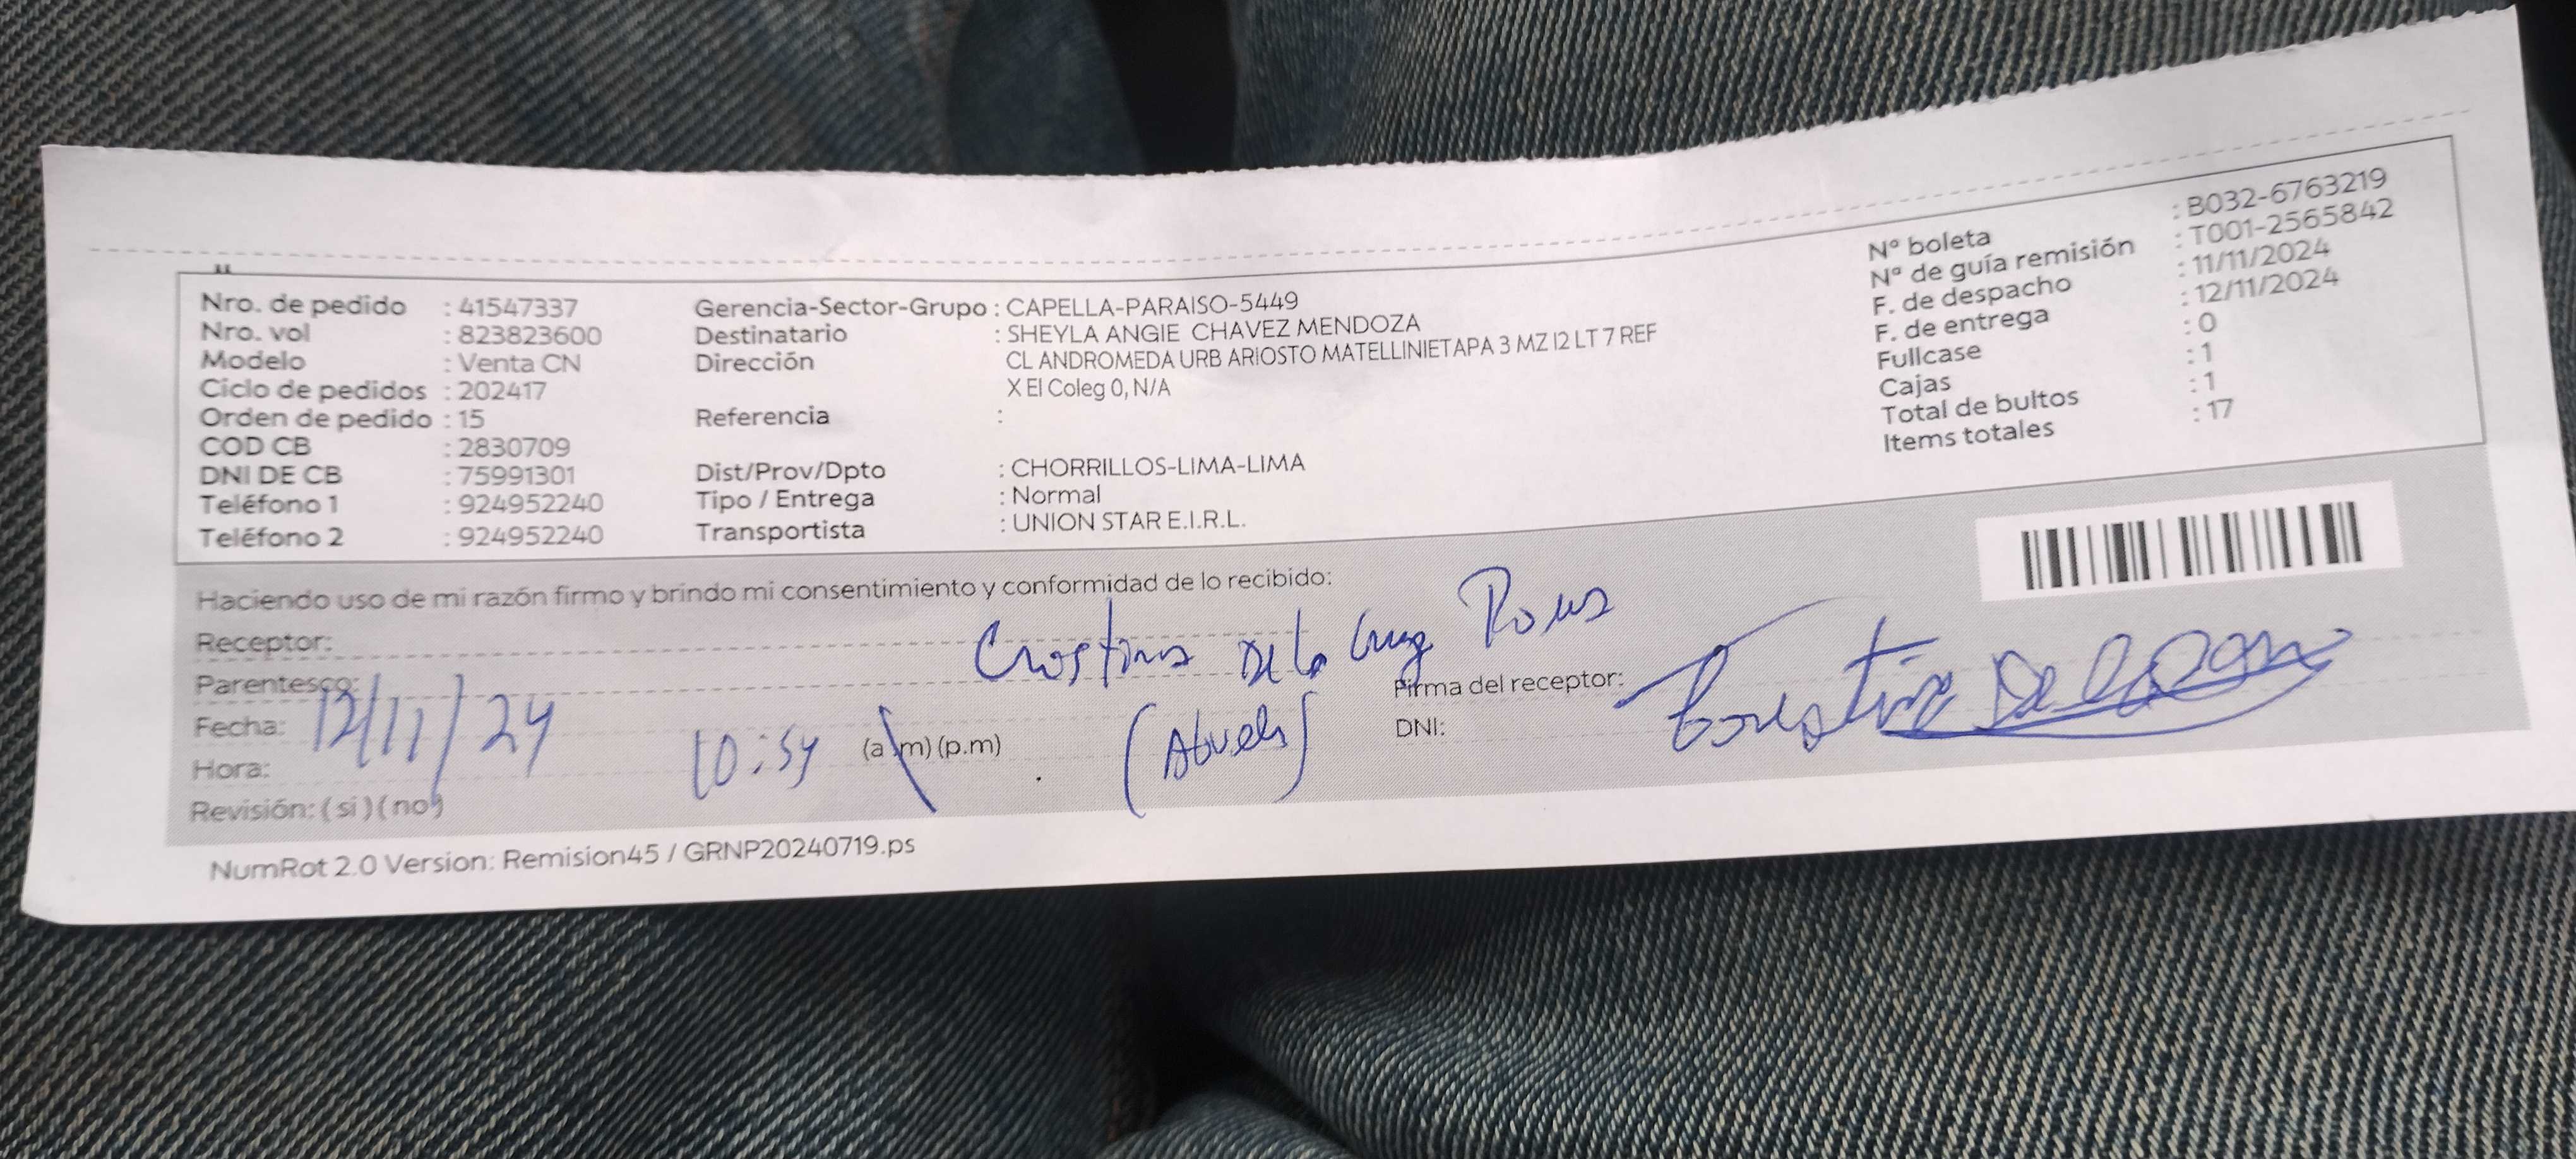 Nro. de pedido : 41547337
Nro. vol : 823823600
Modelo : Venta CN
Ciclo de pedidos : 202417
Orden de pedido : 15
COD CB : 2830709
DNI DE CB : 75991301
Teléfono 1 : 924952240
Teléfono 2 : 924952240
Gerencia-Sector-Grupo : CAPELLA-PARAISO-5449
Destinatario : SHEYLA ANGIE CHAVEZ MENDOZA
Dirección CL ANDROMEDA URB ARIOSTO MATELLINIETAPA 3 MZ I2 LT 7 REF
X El Coleg 0, N/A
Referencia :
Dist/Prov/Dpto : CHORRILLOS-LIMA-LIMA
Tipo / Entrega : Normal
Transportista : UNION STAR E.I.R.L.
Nº boleta : B032-6763219
Nº de guía remisión : T001-2565842
F. de despacho : 11/11/2024
F. de entrega : 12/11/2024
Fullcase : 0
Cajas : 1
Total de bultos : 1
Items totales : 17
Haciendo uso de mi razón firmo y brindo mi consentimiento y conformidad de lo recibido:
Receptor: De la Cruz
Parentesco: Firma del receptor:
Fecha: 12/11/24 (Abuela) DNI:
Hora: 10:54 (a.m) (p.m)
Revisión: (si) (no)
NumRot 2.0 Version: Remision45 / GRNP20240719.ps